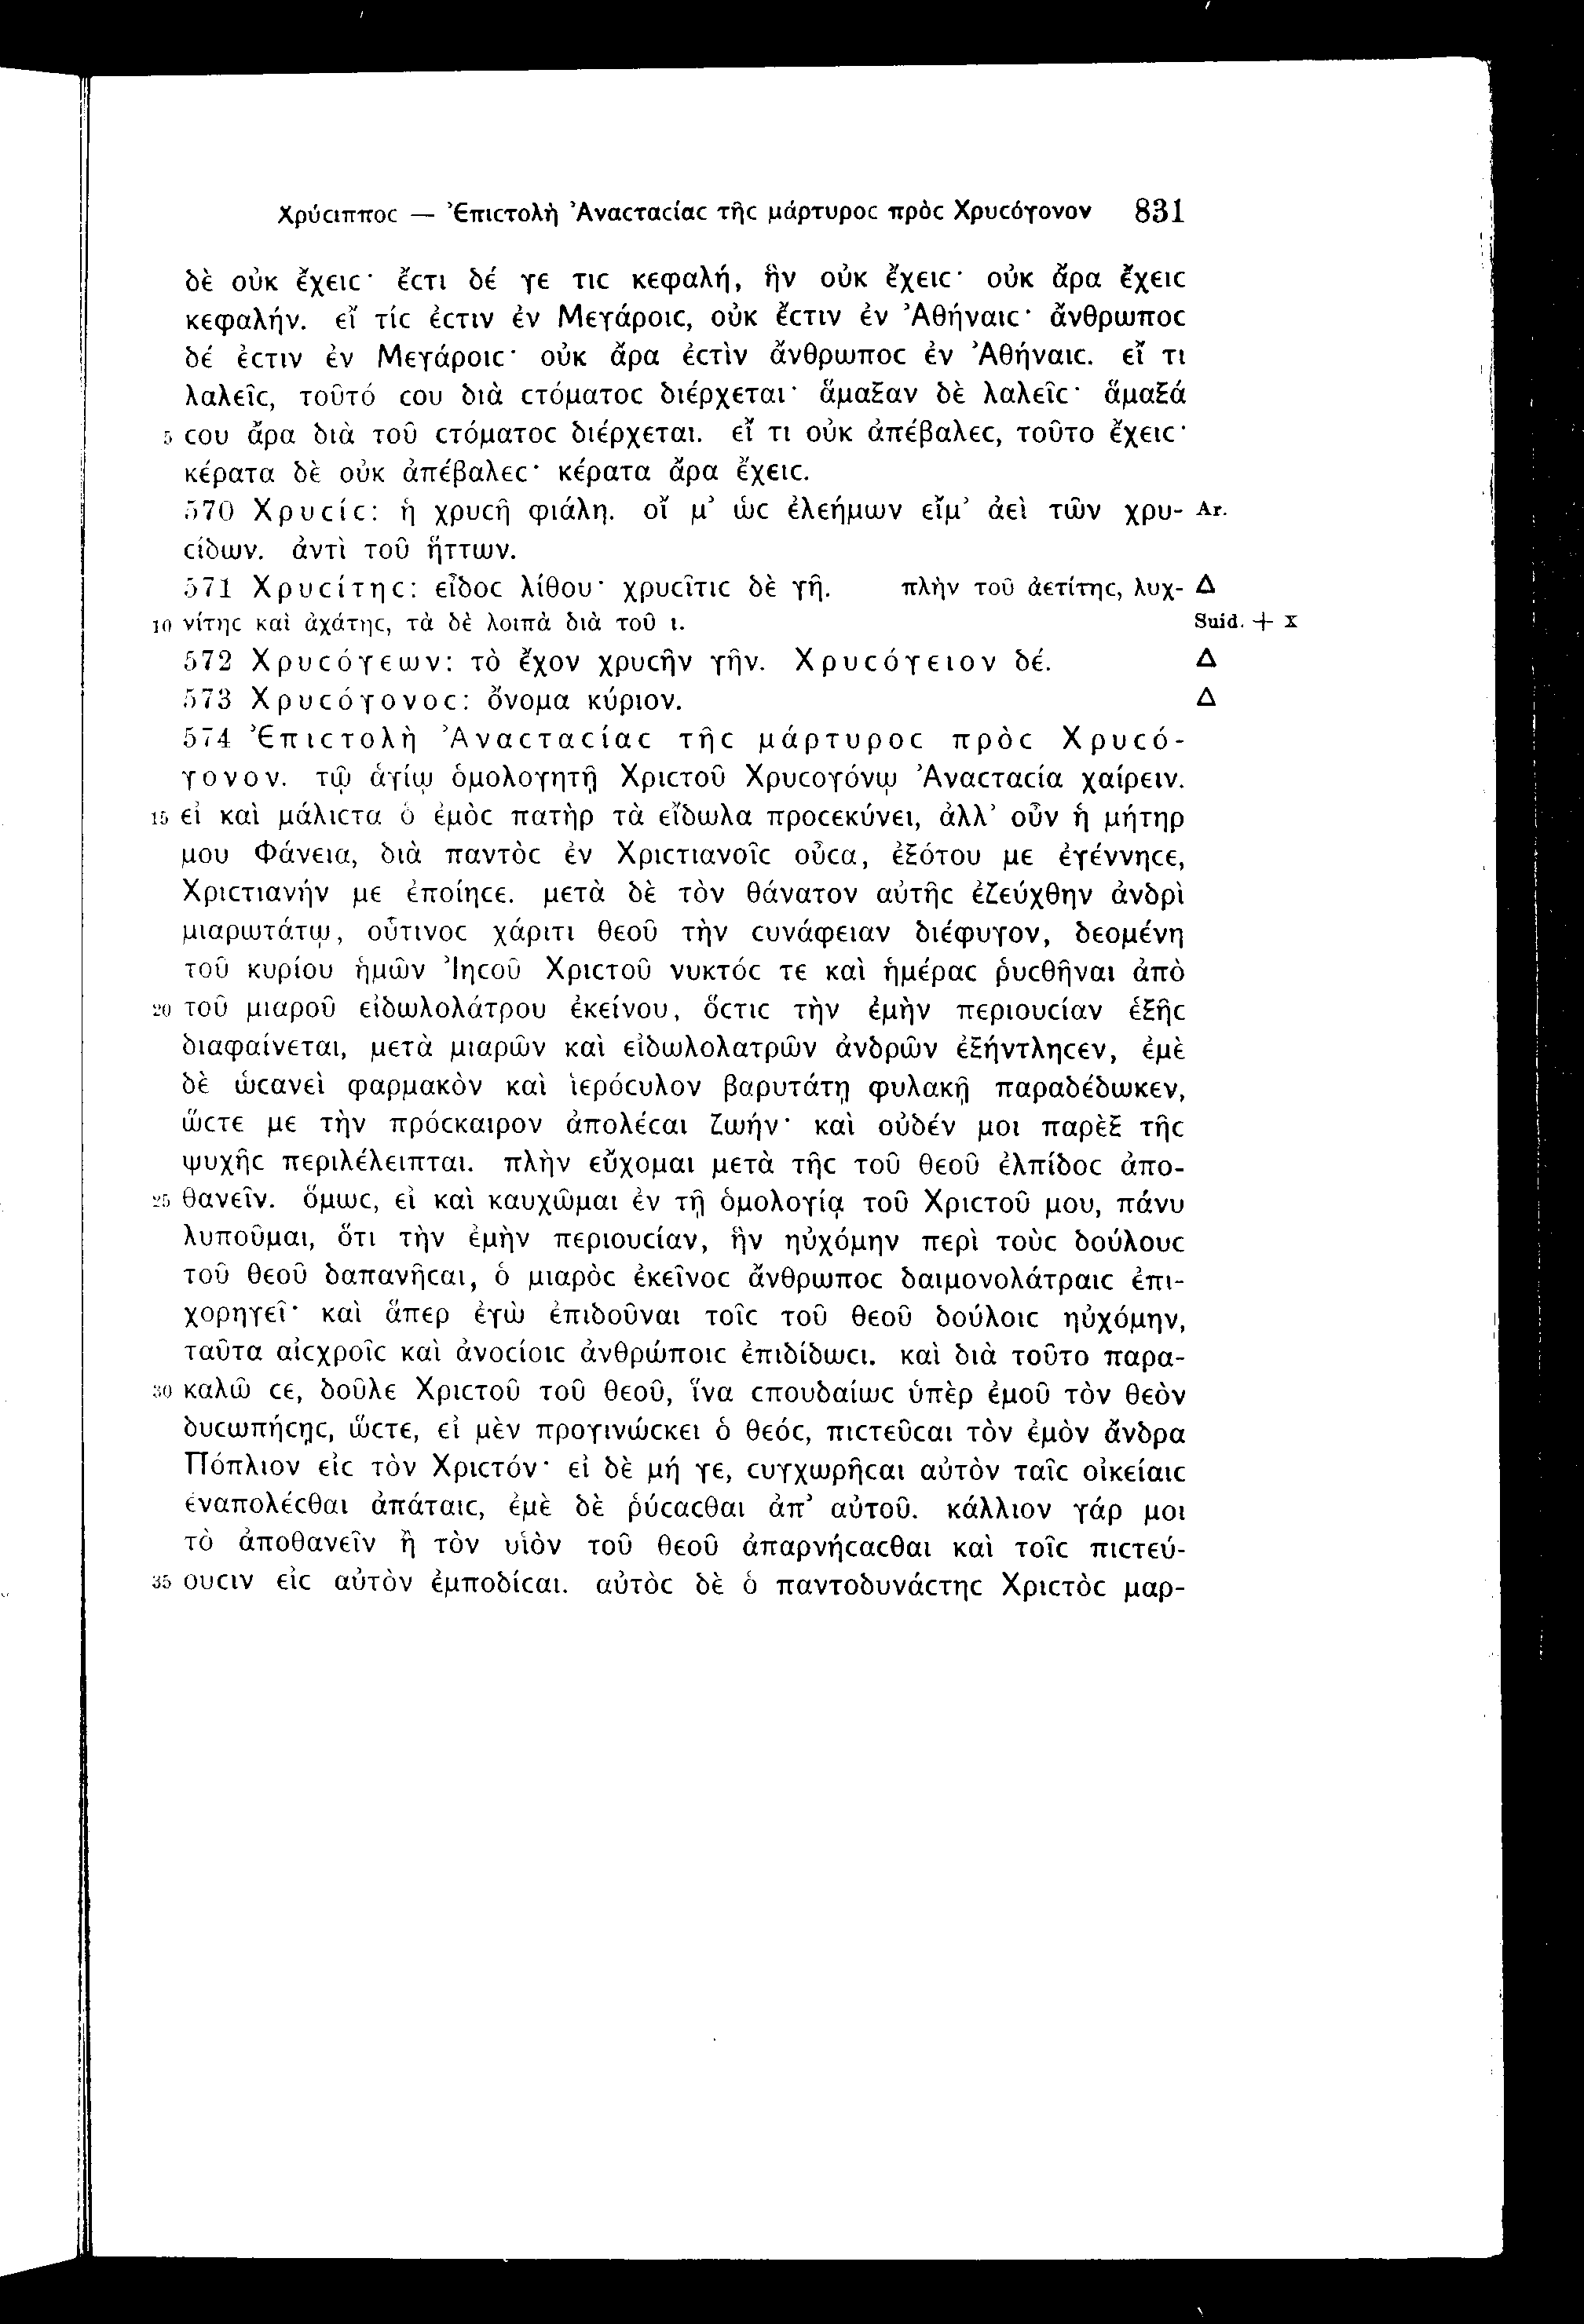 Χρύϲιπποϲ — Ἐπιϲτολὴ Ἀναϲταϲίαϲ τῆϲ μάρτυροϲ πρὸϲ Χρυϲόγονον 831
δὲ οὐκ ἔχειϲ· ἔϲτι δέ γε τιϲ κεφαλή, ἣν οὐκ ἔχειϲ· οὐκ ἄρα ἔχειϲ
κεφαλήν. εἴ τίϲ ἐϲτιν ἐν Μεγάροιϲ, οὐκ ἔϲτιν ἐν Ἀθήναιϲ· ἄνθρωποϲ
δέ ἐϲτιν ἐν Μεγάροιϲ· οὐκ ἄρα ἐϲτὶν ἄνθρωποϲ ἐν Ἀθήναιϲ. εἴ τι
λαλεῖϲ, τοῦτό ϲου διὰ ϲτόματοϲ διέρχεται· ἅμαξαν δὲ λαλεῖϲ· ἅμαξά
5 ϲου ἄρα διὰ τοῦ ϲτόματοϲ διέρχεται. εἴ τι οὐκ ἀπέβαλεϲ, τοῦτο ἔχειϲ·
κέρατα δὲ οὐκ ἀπέβαλεϲ· κέρατα ἄρα ἔχειϲ.
570 Χρυϲίϲ: ἡ χρυϲῆ φιάλη. οἴ μ’ ὡϲ ἐλεήμων εἴμ’ ἀεὶ τῶν χρυ- Ar.
ϲίδων. ἀντὶ τοῦ ἥττων.
571 Χρυϲίτηϲ: εἶδοϲ λίθου· χρυϲῖτιϲ δὲ γῆ. πλὴν τοῦ ἀετίτηϲ, λυχ- Δ
10 νίτηϲ καὶ ἀχάτηϲ, τὰ δὲ λοιπὰ διὰ τοῦ ι. Suid. + x
572 Χρυϲόγεων: τὸ ἔχον χρυϲῆν γῆν. Χρυϲόγειον δέ. Δ
573 Χρυϲόγονοϲ: ὄνομα κύριον. Δ
574 Ἐπιϲτολὴ Ἀναϲταϲίαϲ τῆϲ μάρτυροϲ πρὸϲ Χρυϲό-
γονον. τῷ ἁγίῳ ὁμολογητῇ Χριϲτοῦ Χρυϲογόνῳ Ἀναϲταϲία χαίρειν.
15 εἰ καὶ μάλιϲτα ὁ ἐμὸϲ πατὴρ τὰ εἴδωλα προϲεκύνει, ἀλλ’ οὖν ἡ μήτηρ
μου Φάνεια, διὰ παντὸϲ ἐν Χριϲτιανοῖϲ οὖϲα, ἐξότου με ἐγέννηϲε,
Χριϲτιανήν με ἐποίηϲε. μετὰ δὲ τὸν θάνατον αὐτῆϲ ἐζεύχθην ἀνδρὶ
μιαρωτάτῳ, οὗτινοϲ χάριτι θεοῦ τὴν ϲυνάφειαν διέφυγον, δεομένη
τοῦ κυρίου ἡμῶν Ἰηϲοῦ Χριϲτοῦ νυκτόϲ τε καὶ ἡμέραϲ ῥυϲθῆναι ἀπὸ
20 τοῦ μιαροῦ εἰδωλολάτρου ἐκείνου, ὅϲτιϲ τὴν ἐμὴν περιουϲίαν ἑξῆϲ
διαφαίνεται, μετὰ μιαρῶν καὶ εἰδωλολατρῶν ἀνδρῶν ἐξήντληϲεν, ἐμὲ
δὲ ὡϲανεὶ φαρμακὸν καὶ ἱερόϲυλον βαρυτάτῃ φυλακῇ παραδέδωκεν,
ὥϲτε με τὴν πρόϲκαιρον ἀπολέϲαι ζωήν· καὶ οὐδέν μοι παρὲξ τῆϲ
ψυχῆϲ περιλέλειπται. πλὴν εὔχομαι μετὰ τῆϲ τοῦ θεοῦ ἐλπίδοϲ ἀπο-
25 θανεῖν. ὅμωϲ, εἰ καὶ καυχῶμαι ἐν τῇ ὁμολογίᾳ τοῦ Χριϲτοῦ μου, πάνυ
λυποῦμαι, ὅτι τὴν ἐμὴν περιουϲίαν, ἣν ηὐχόμην περὶ τοὺϲ δούλουϲ
τοῦ θεοῦ δαπανῆϲαι, ὁ μιαρὸϲ ἐκεῖνοϲ ἄνθρωποϲ δαιμονολάτραιϲ ἐπι-
χορηγεῖ· καὶ ἅπερ ἐγὼ ἐπιδοῦναι τοῖϲ τοῦ θεοῦ δούλοιϲ ηὐχόμην,
ταῦτα αἰϲχροῖϲ καὶ ἀνοϲίοιϲ ἀνθρώποιϲ ἐπιδίδωϲι. καὶ διὰ τοῦτο παρα-
30 καλῶ ϲε, δοῦλε Χριϲτοῦ τοῦ θεοῦ, ἵνα ϲπουδαίωϲ ὑπὲρ ἐμοῦ τὸν θεὸν
δυϲωπήϲῃϲ, ὥϲτε, εἰ μὲν προγινώϲκει ὁ θεόϲ, πιϲτεῦϲαι τὸν ἐμὸν ἄνδρα
Πόπλιον εἰϲ τὸν Χριϲτόν· εἰ δὲ μή γε, ϲυγχωρῆϲαι αὐτὸν ταῖϲ οἰκείαιϲ
ἐναπολέϲθαι ἀπάταιϲ, ἐμὲ δὲ ῥύϲαϲθαι ἀπ’ αὐτοῦ. κάλλιον γάρ μοι
τὸ ἀποθανεῖν ἢ τὸν υἱὸν τοῦ θεοῦ ἀπαρνήϲαϲθαι καὶ τοῖϲ πιϲτεύ-
35 ουϲιν εἰϲ αὐτὸν ἐμποδίϲαι. αὐτὸϲ δὲ ὁ παντοδυνάϲτηϲ Χριϲτὸϲ μαρ-